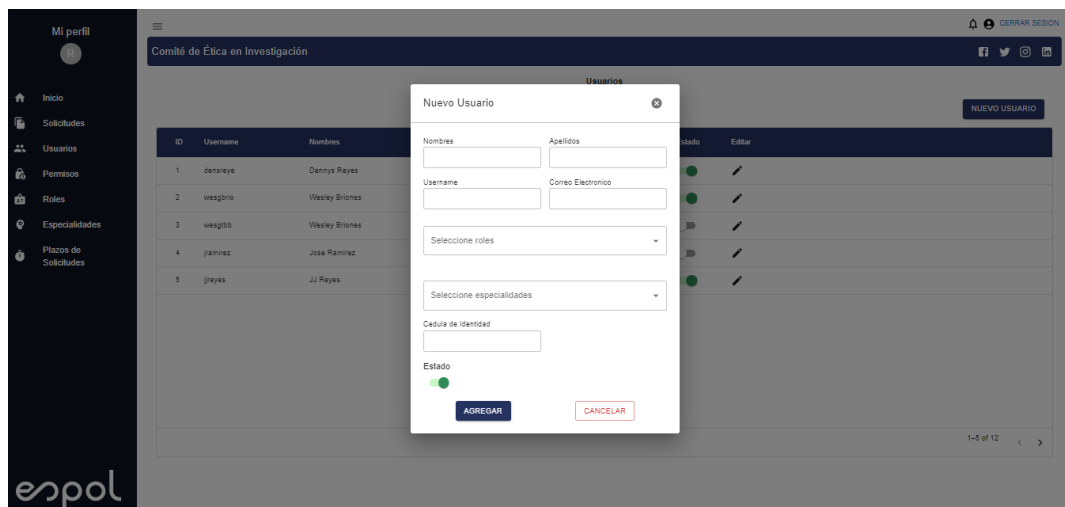 Mi perfil
R
CERRAR SESION
Comité de Ética en Investigación
Usuarios
NUEVO USUARIO
Inicio
Solicitudes
Usuarios
Permisos
Roles
Especialidades
Plazos de
Solicitudes
ID Username Nombres Estado Editar
1 densreye Dennys Reyes
2 wesgbrio Wesley Briones
3 wesgtbb Wesley Briones
4 jramirez Jose Ramirez
5 jjreyes JJ Reyes
1–5 of 12
Nuevo Usuario
Nombres Apellidos
Username Correo Electronico
Seleccione roles
Seleccione especialidades
Cedula de Identidad
Estado
AGREGAR CANCELAR
espol